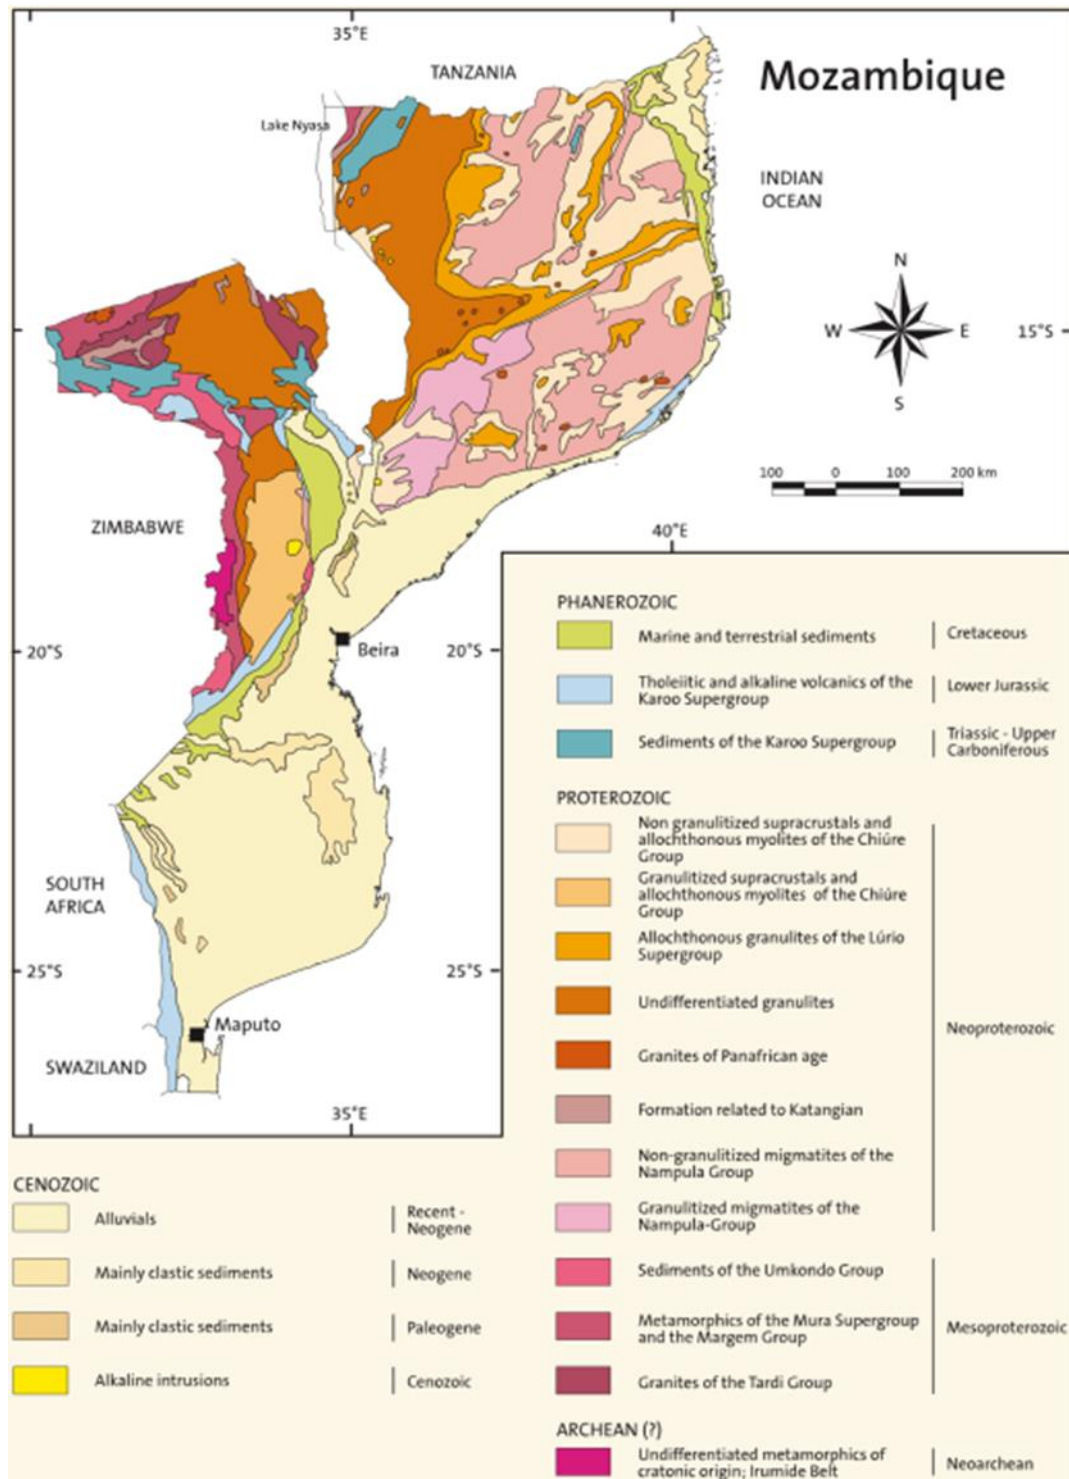 35°E
TANZANIA
Mozambique
Lake Nyasa
INDIAN
OCEAN
N
W
E
S
15°S
100
0
100
200 km
ZIMBABWE
40°E
20°S
Beira
20°S
SOUTH
AFRICA
25°S
25°S
Maputo
SWAZILAND
35°E
PHANEROZOIC
Marine and terrestrial sediments
Cretaceous
Tholeiitic and alkaline volcanics of the
Karoo Supergroup
Lower Jurassic
Sediments of the Karoo Supergroup
Triassic - Upper
Carboniferous
PROTEROZOIC
Non granulitized supracrustals and
allochthonous myolites of the Chiúre
Group
Granulitized supracrustals and
allochthonous myolites of the Chiúre
Group
Allochthonous granulites of the Lúrio
Supergroup
Undifferentiated granulites
Granites of Panafrican age
Formation related to Katangian
Non-granulitized migmatites of the
Nampula Group
Granulitized migmatites of the
Nampula-Group
Neoproterozoic
Sediments of the Umkondo Group
Metamorphics of the Mura Supergroup
and the Margem Group
Granites of the Tardi Group
Mesoproterozoic
ARCHEAN (?)
Undifferentiated metamorphics of
cratonic origin; Irumide Belt
Neoarchean
CENOZOIC
Alluvials
Recent -
Neogene
Mainly clastic sediments
Neogene
Mainly clastic sediments
Paleogene
Alkaline intrusions
Cenozoic